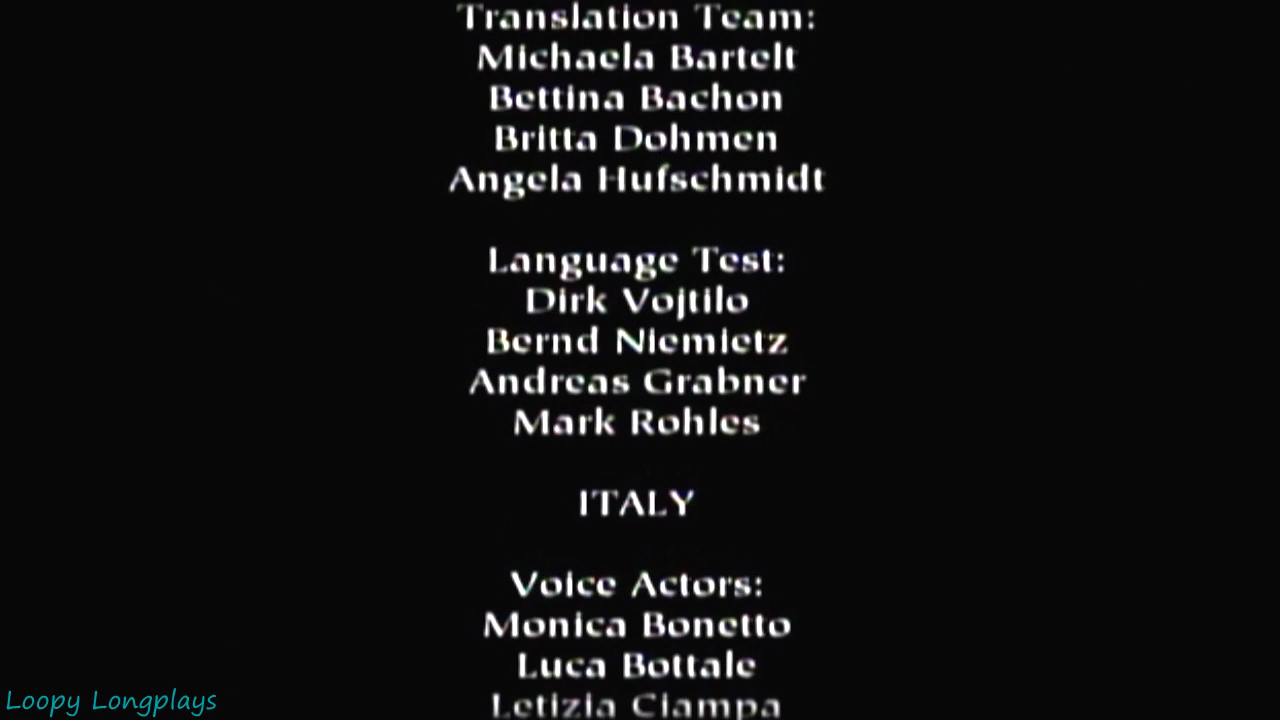 Translation Team:
Michaela Bartelt
Bettina Bachon
Britta Dohmen
Angela Hufschmidt
Language Test:
Dirk Vojtilo
Bernd Niemietz
Andreas Grabner
Mark Rohles
ITALY
Voice Actors:
Monica Bonetto
Luca Bottale
Letizia Ciampa
Loopy Longplays